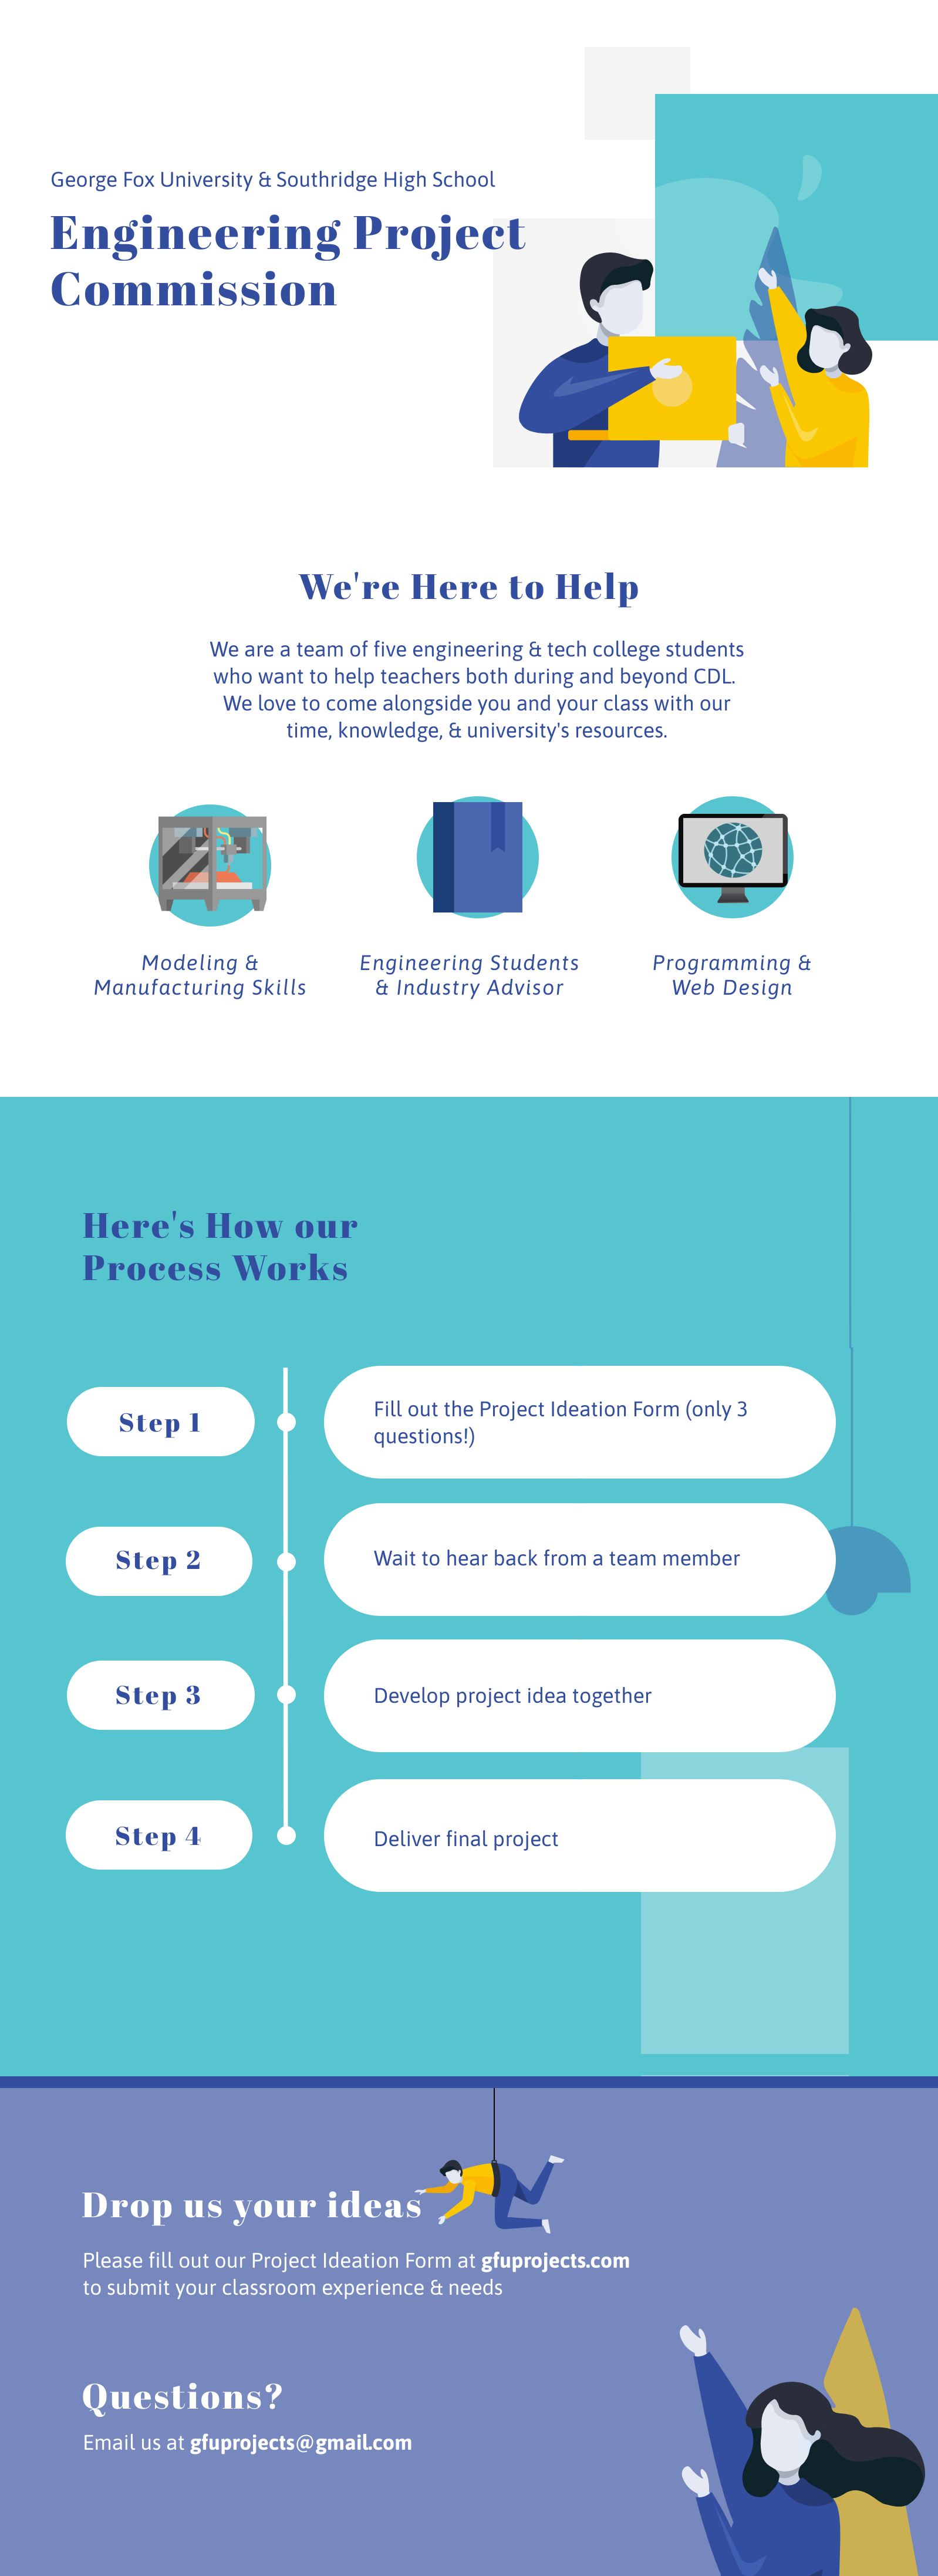 George Fox University & Southridge High School
Engineering Project
Commission
We're Here to Help
We are a team of five engineering & tech college students
who want to help teachers both during and beyond CDL.
We love to come alongside you and your class with our
time, knowledge, & university's resources.
Modeling &
Manufacturing Skills
Engineering Students
& Industry Advisor
Programming &
Web Design
Here's How our
Process Works
Step 1
Fill out the Project Ideation Form (only 3
questions!)
Step 2
Wait to hear back from a team member
Step 3
Develop project idea together
Step 4
Deliver final project
Drop us your ideas
Please fill out our Project Ideation Form at gfuprojects.com
to submit your classroom experience & needs
Questions?
Email us at gfuprojects@gmail.com